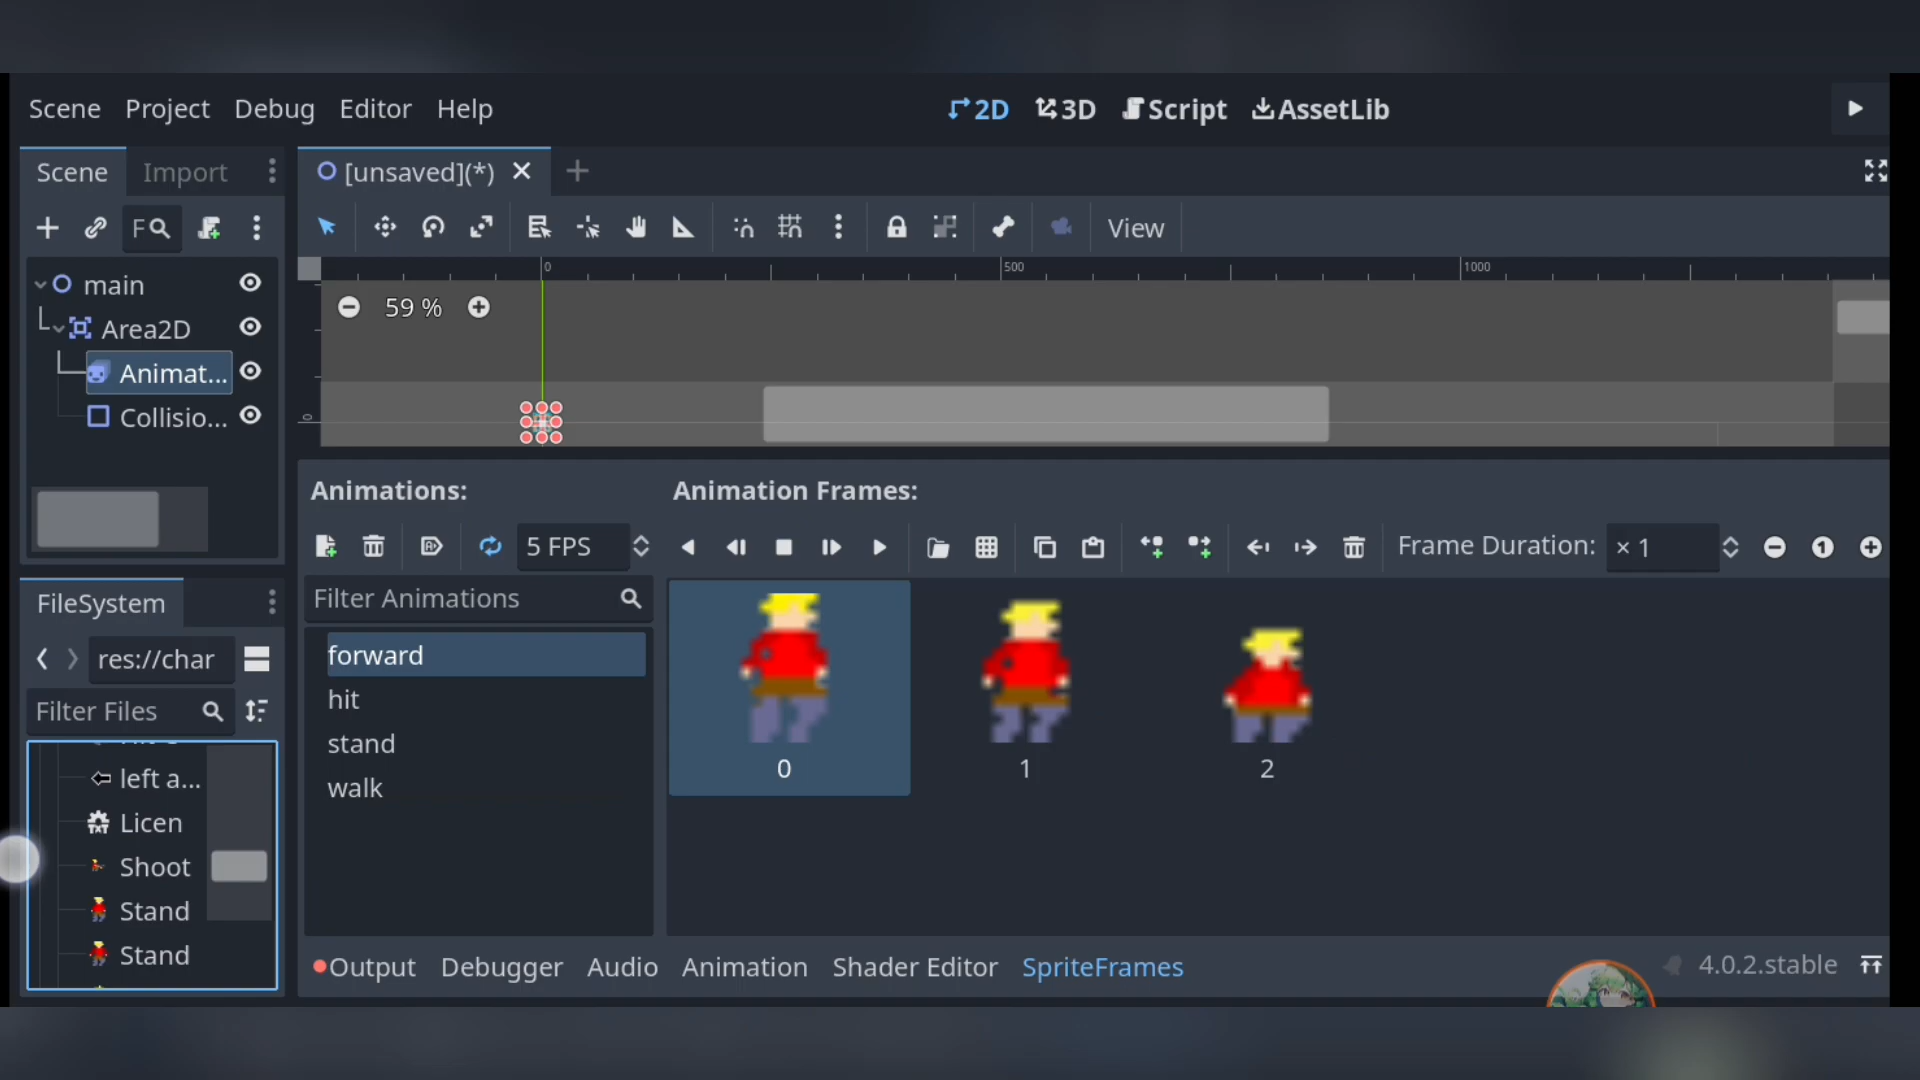 Scene Project Debug Editor Help
2D 3D Script AssetLib
Scene Import
[unsaved](*)
F
View
main
Area2D
Animat...
Collisio...
0 500 1000
59 %
0
Animations:
Animation Frames:
5 FPS
Frame Duration: × 1
Filter Animations
forward
hit
stand
walk
0 1 2
FileSystem
res://char
Filter Files
left a...
Licen
Shoot
Stand
Stand
Output Debugger Audio Animation Shader Editor SpriteFrames
4.0.2.stable